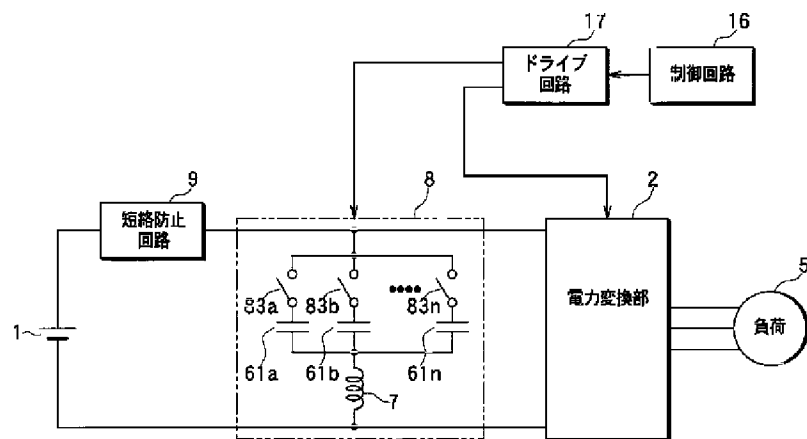 17
16
ドライブ
回路
制御回路
9
8
2
短絡防止
回路
5
83a
83b
83n
電力変換部
負荷
1
61a
61b
61n
7